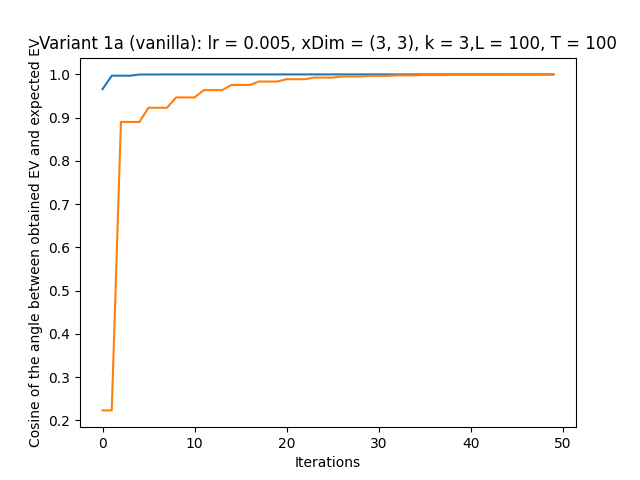 Variant 1a (vanilla): lr = 0.005, xDim = (3, 3), k = 3,L = 100, T = 100
Cosine of the angle between obtained EV and expected EV
1.0
0.9
0.8
0.7
0.6
0.5
0.4
0.3
0.2
0 10 20 30 40 50
Iterations